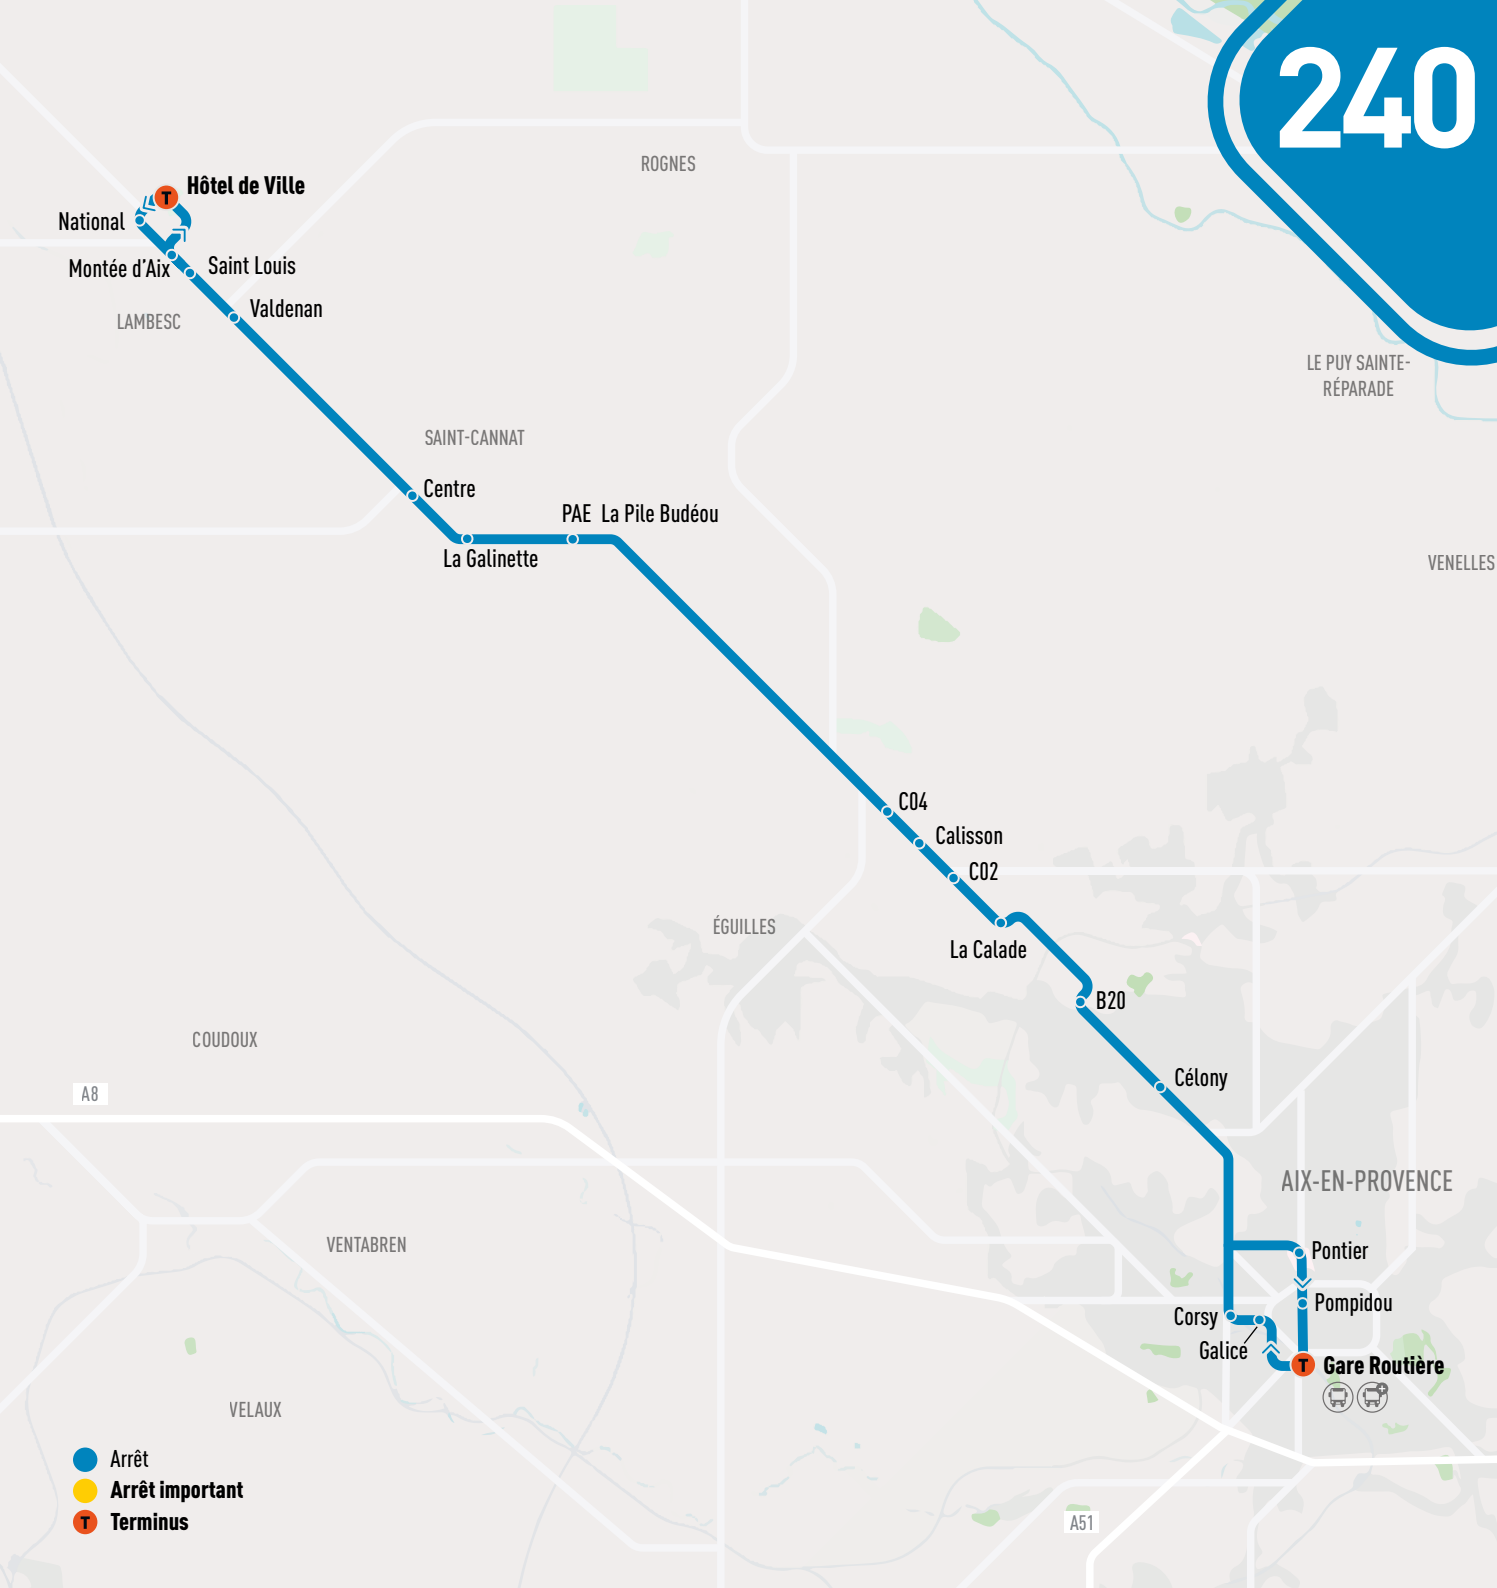 240
ROGNES
Hôtel de Ville
National
Montée d'Aix
Saint Louis
Valdenan
LAMBESC
LE PUY SAINTE-
RÉPARADE
SAINT-CANNAT
Centre
PAE  La Pile Budéou
La Galinette
VENELLES
C04
Calisson
C02
ÉGUILLES
La Calade
B20
COUDOUX
Célony
A8
AIX-EN-PROVENCE
VENTABREN
Pontier
Pompidou
Corsy
Galice
T Gare Routière
VELAUX
Arrêt
Arrêt important
T Terminus
A51
T